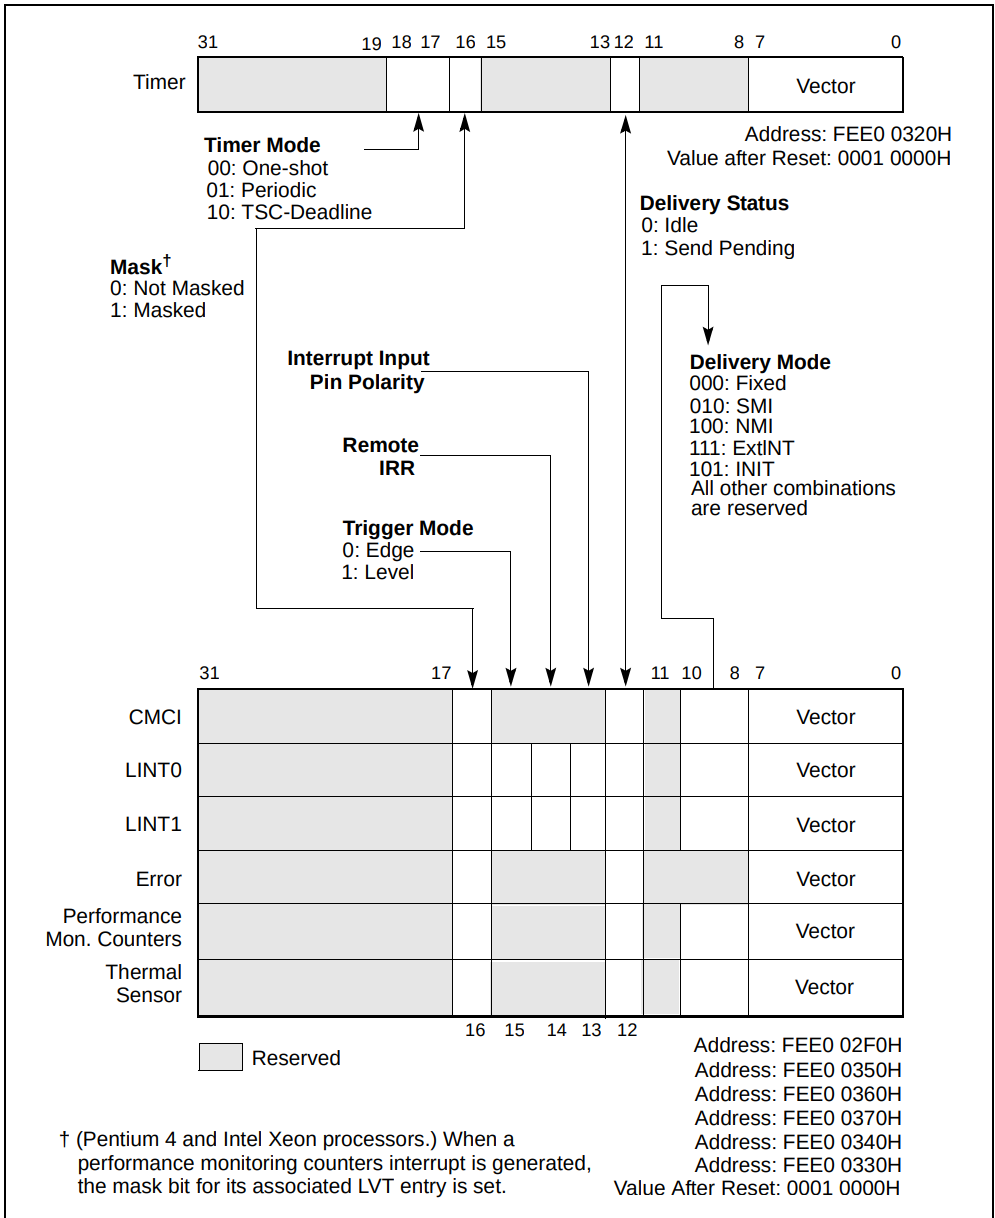 31 19 18 17 16 15 13 12 11 8 7 0
Timer Vector
Address: FEE0 0320H
Value after Reset: 0001 0000H
Timer Mode
00: One-shot
01: Periodic
10: TSC-Deadline
Delivery Status
0: Idle
1: Send Pending
Mask†
0: Not Masked
1: Masked
Interrupt Input
Pin Polarity
Delivery Mode
000: Fixed
010: SMI
100: NMI
111: ExtlNT
101: INIT
All other combinations
are reserved
Remote
IRR
Trigger Mode
0: Edge
1: Level
31 17 11 10 8 7 0
CMCI Vector
LINT0 Vector
LINT1 Vector
Error Vector
Performance
Mon. Counters Vector
Thermal
Sensor Vector
16 15 14 13 12
Reserved
Address: FEE0 02F0H
Address: FEE0 0350H
Address: FEE0 0360H
Address: FEE0 0370H
Address: FEE0 0340H
Address: FEE0 0330H
Value After Reset: 0001 0000H
† (Pentium 4 and Intel Xeon processors.) When a
performance monitoring counters interrupt is generated,
the mask bit for its associated LVT entry is set.